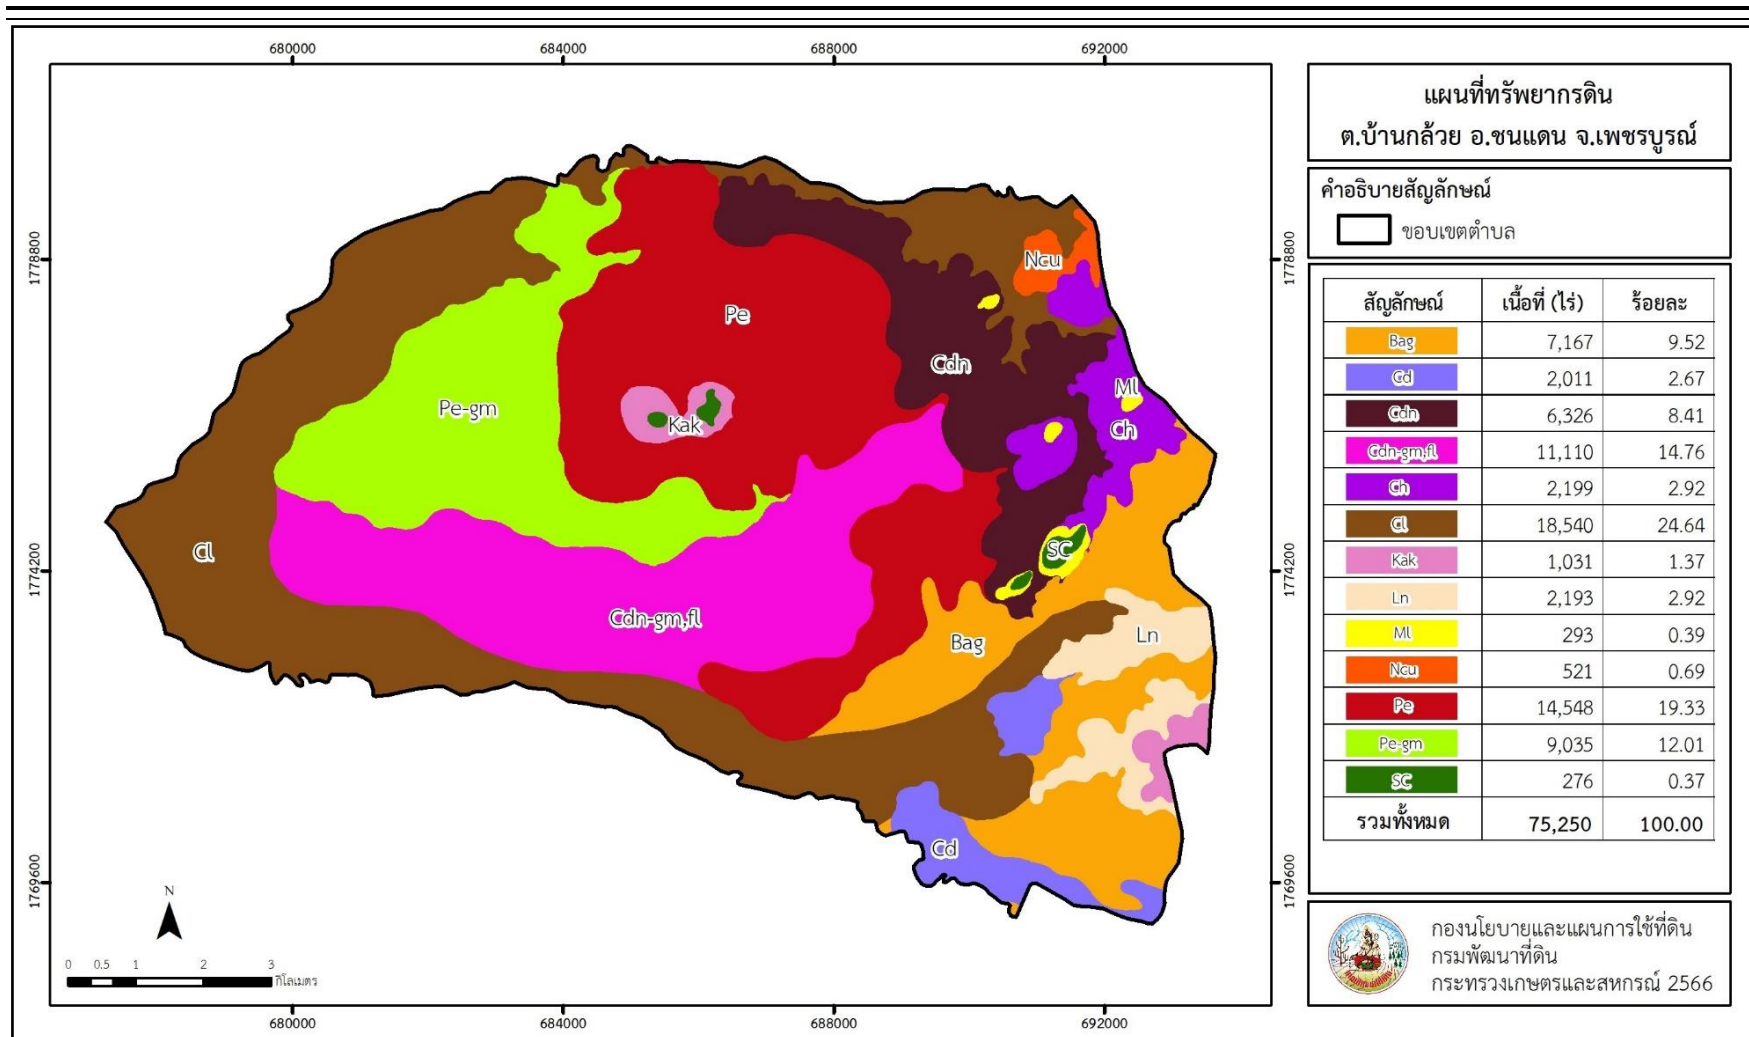 680000 684000 688000 692000
แผนที่ทรัพยากรดิน
ต.บ้านกล้วย อ.ชนแดน จ.เพชรบูรณ์
คำอธิบายสัญลักษณ์
ขอบเขตตำบล
1778800 1778800
1774200 1774200
1769600 1769600
Ncu
Pe
Cdn
Ml
Pe-gm
Kak
Ch
Cl
SC
Cdn-gm,fl
Bag
Ln
Cd
สัญลักษณ์ เนื้อที่ (ไร่) ร้อยละ
Bag 7,167 9.52
Cd 2,011 2.67
Cdn 6,326 8.41
Cdn-gm,fl 11,110 14.76
Ch 2,199 2.92
Cl 18,540 24.64
Kak 1,031 1.37
Ln 2,193 2.92
Ml 293 0.39
Ncu 521 0.69
Pe 14,548 19.33
Pe-gm 9,035 12.01
SC 276 0.37
รวมทั้งหมด 75,250 100.00
N
0 0.5 1 2 3
กิโลเมตร
680000 684000 688000 692000
กองนโยบายและแผนการใช้ที่ดิน
กรมพัฒนาที่ดิน
กระทรวงเกษตรและสหกรณ์ 2566